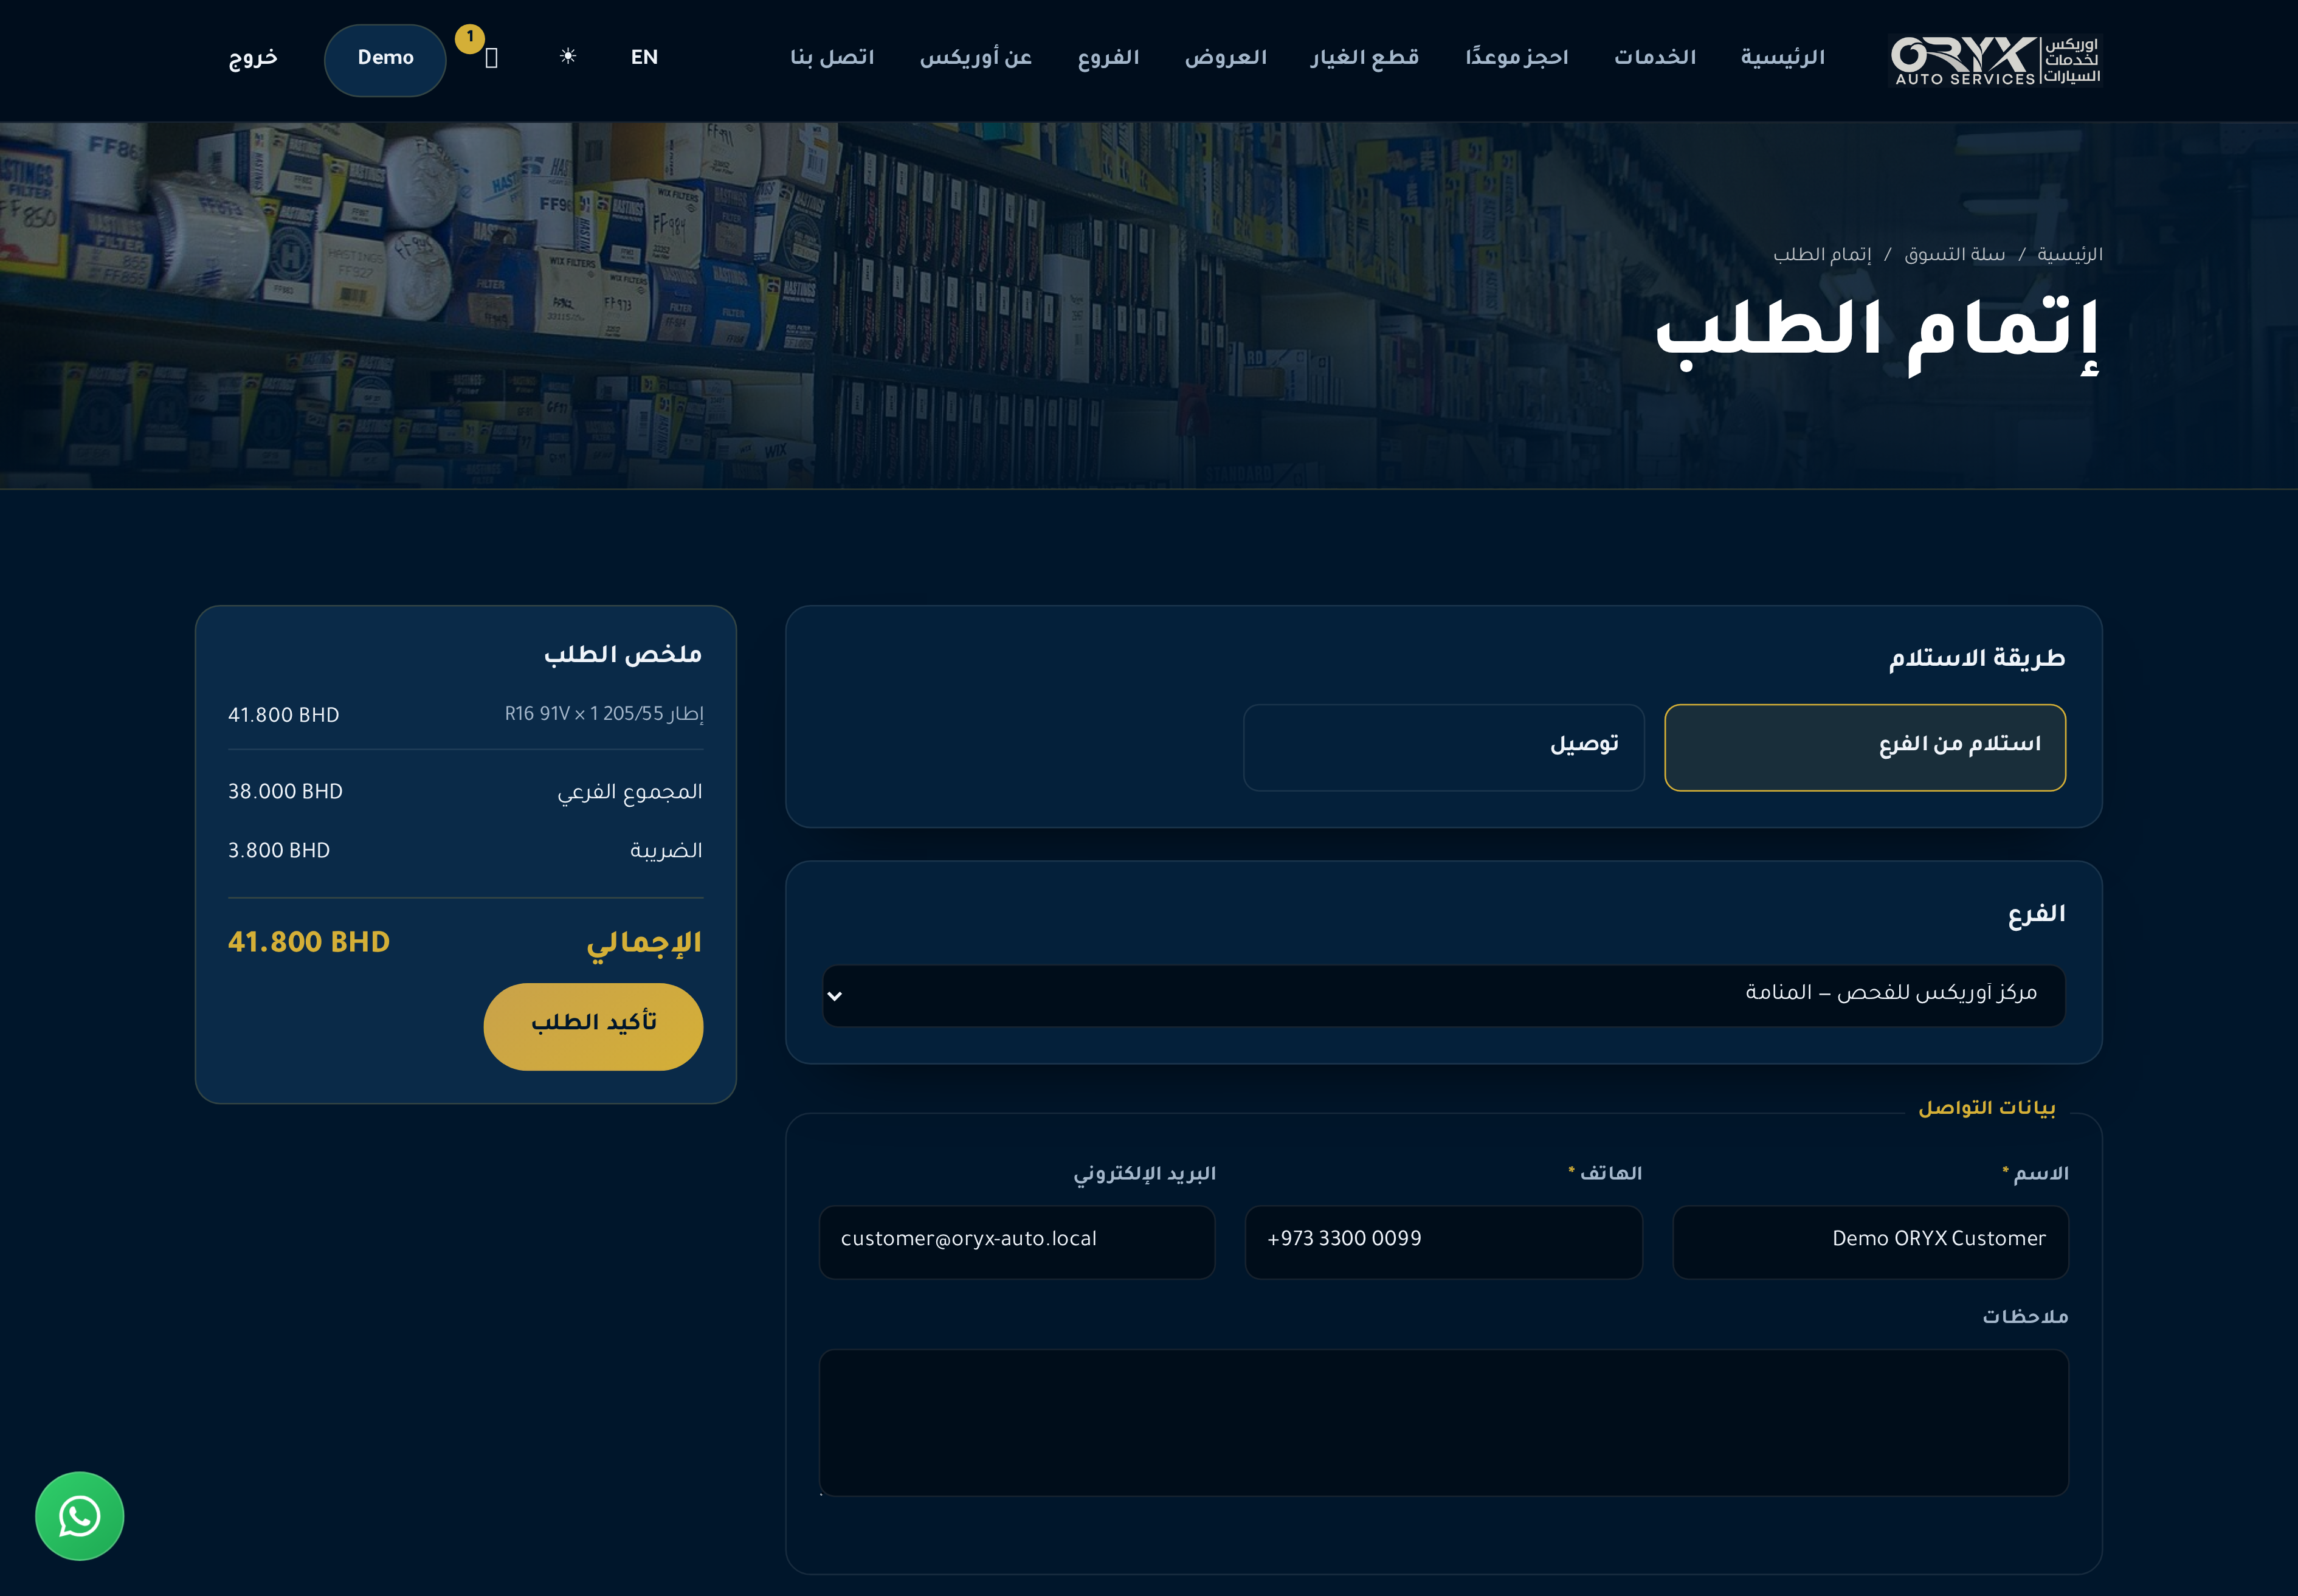 اوريكس
لخدمات
السيارات
ORYX
AUTO SERVICES
الرئيسية
الخدمات
احجز موعدًا
قطع الغيار
العروض
الفروع
عن أوريكس
اتصل بنا
EN
1
Demo
خروج
الرئيسية / سلة التسوق / إتمام الطلب
إتمام الطلب
طريقة الاستلام
استلام من الفرع
توصيل
الفرع
مركز أوريكس للفحص – المنامة
بيانات التواصل
الاسم *
الهاتف *
البريد الإلكتروني
Demo ORYX Customer
+973 3300 0099
customer@oryx-auto.local
ملاحظات
ملخص الطلب
إطار 205/55 R16 91V × 1
41.800 BHD
المجموع الفرعي
38.000 BHD
الضريبة
3.800 BHD
الإجمالي
41.800 BHD
تأكيد الطلب